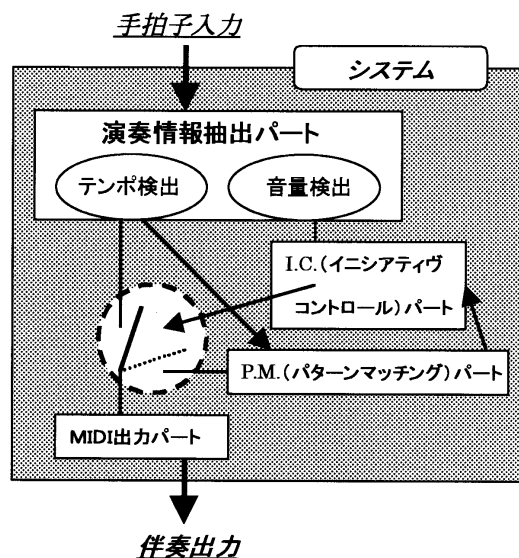 手拍子入力
システム
演奏情報抽出パート
テンポ検出
音量検出
I.C.(イニシアティヴ
コントロール)パート
P.M.(パターンマッチング)パート
MIDI出力パート
伴奏出力